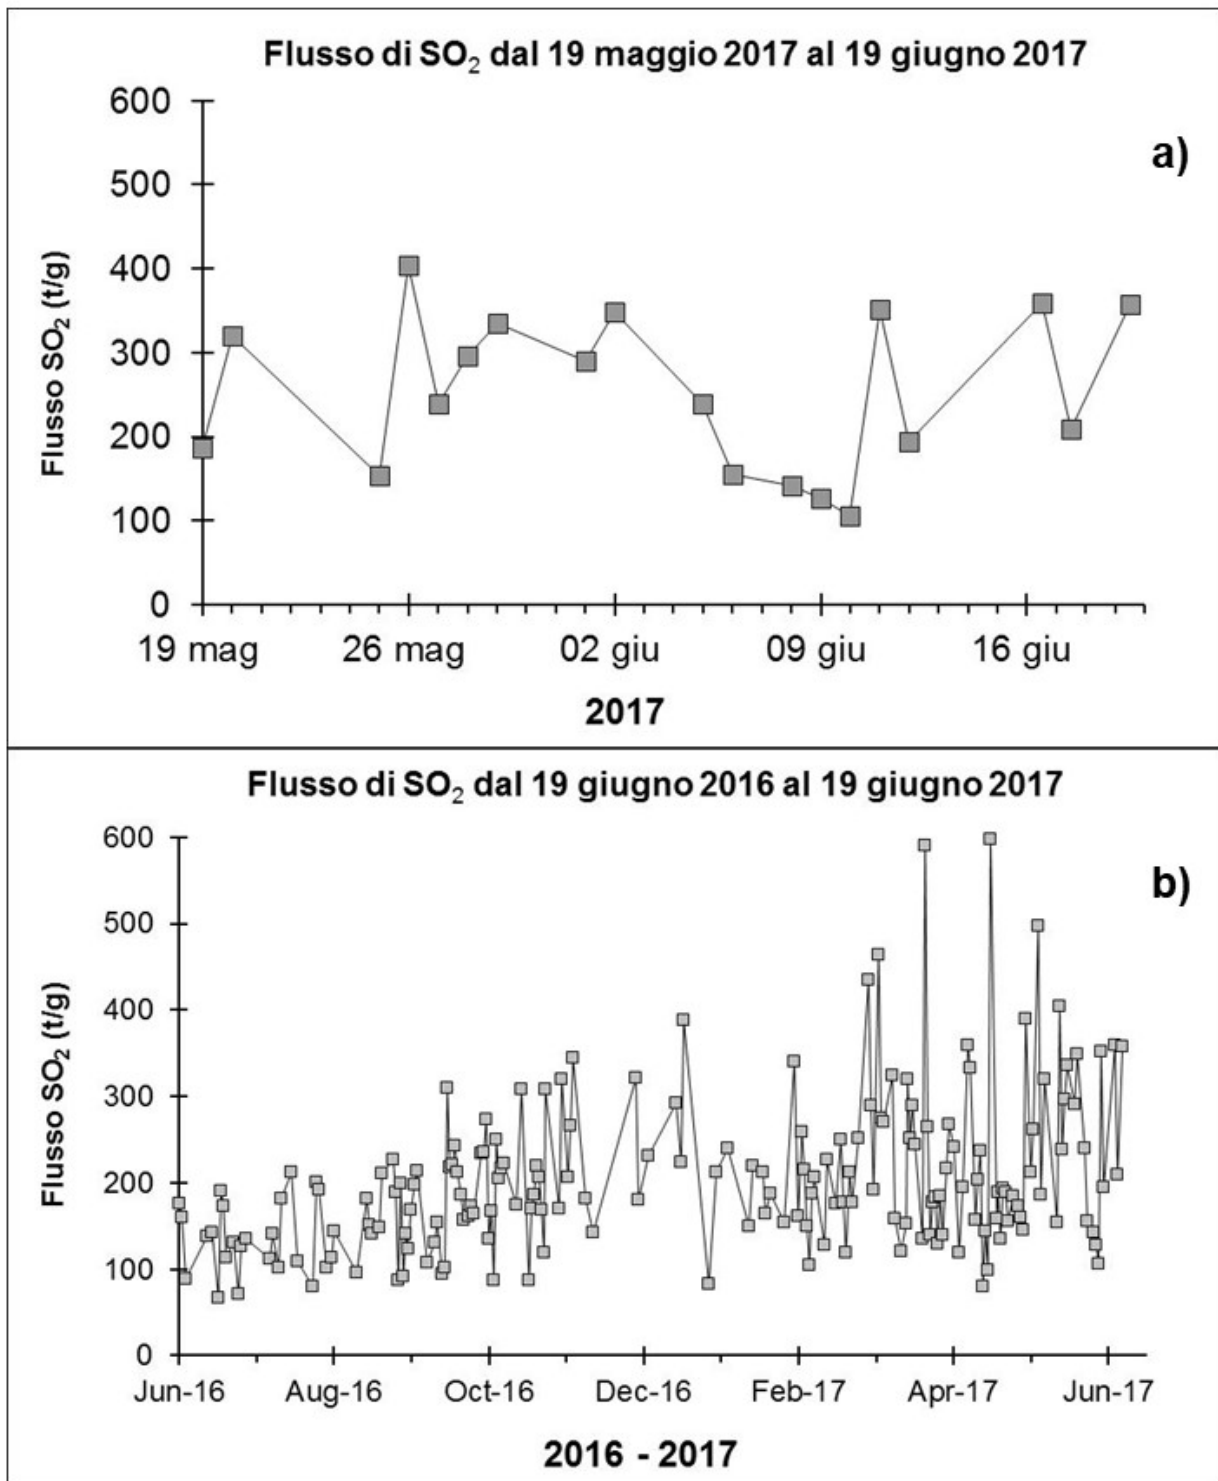 Flusso di SO₂ dal 19 maggio 2017 al 19 giugno 2017
a)
600
500
400
300
200
100
0
Flusso SO₂ (t/g)
19 mag 26 mag 02 giu 09 giu 16 giu
2017
Flusso di SO₂ dal 19 giugno 2016 al 19 giugno 2017
b)
600
500
400
300
200
100
0
Flusso SO₂ (t/g)
Jun-16 Aug-16 Oct-16 Dec-16 Feb-17 Apr-17 Jun-17
2016 - 2017